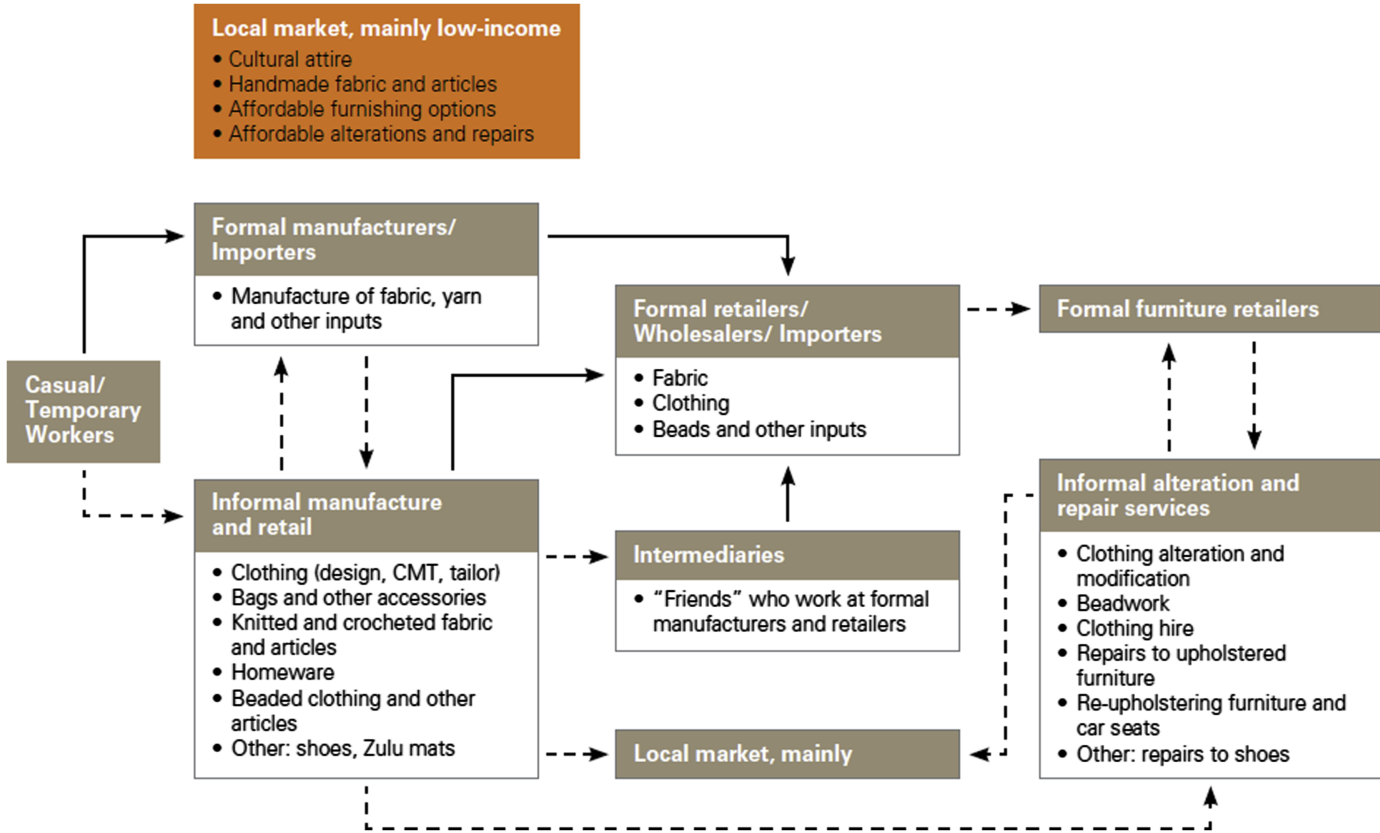 Local market, mainly low-income
• Cultural attire
• Handmade fabric and articles
• Affordable furnishing options
• Affordable alterations and repairs
Formal manufacturers/
Importers
• Manufacture of fabric, yarn
and other inputs
Casual/
Temporary
Workers
Informal manufacture
and retail
• Clothing (design, CMT, tailor)
• Bags and other accessories
• Knitted and crocheted fabric
and articles
• Homeware
• Beaded clothing and other
articles
• Other: shoes, Zulu mats
Formal retailers/
Wholesalers/ Importers
• Fabric
• Clothing
• Beads and other inputs
Intermediaries
• “Friends” who work at formal
manufacturers and retailers
Local market, mainly
Formal furniture retailers
Informal alteration and
repair services
• Clothing alteration and
modification
• Beadwork
• Clothing hire
• Repairs to upholstered
furniture
• Re-upholstering furniture and
car seats
• Other: repairs to shoes